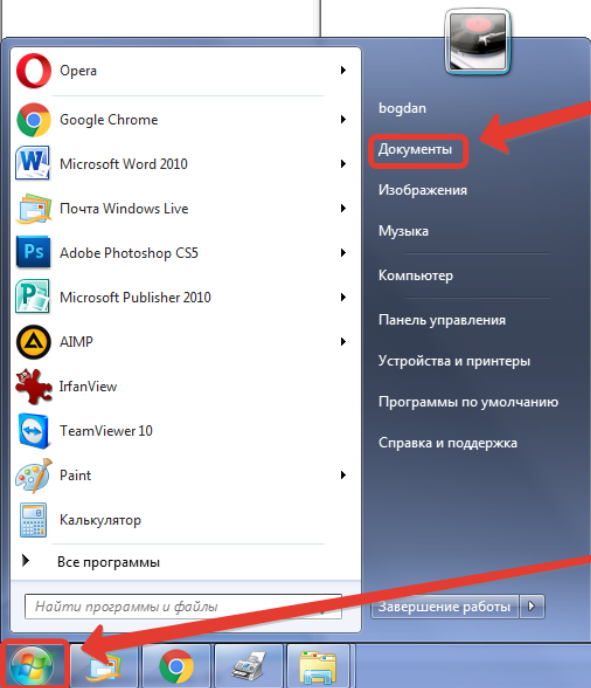 Opera
Google Chrome
Microsoft Word 2010
Почта Windows Live
Ps
Adobe Photoshop CS5
Microsoft Publisher 2010
AIMP
IrfanView
TeamViewer 10
Paint
Калькулятор
Все программы
Найти программы и файлы
bogdan
Документы
Изображения
Музыка
Компьютер
Панель управления
Устройства и принтеры
Программы по умолчанию
Справка и поддержка
Завершение работы